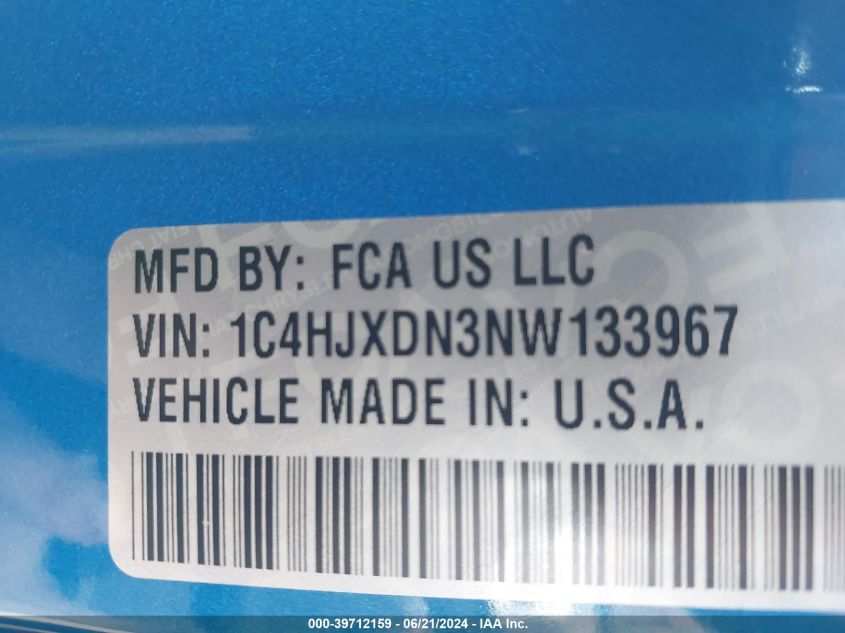 MFD BY: FCA US LLC
VIN: 1C4HJXDN3NW133967
VEHICLE MADE IN: U.S.A.
000-39712159 - 06/21/2024 - IAA Inc.